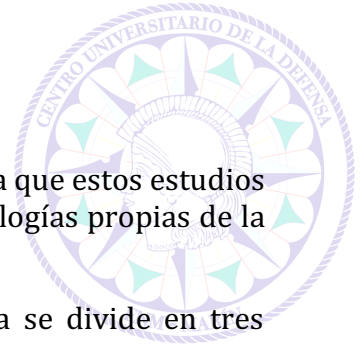 CENTRO UNIVERSITARIO DE LA DEFENSA
a que estos estudios
logías propias de la
a se divide en tres